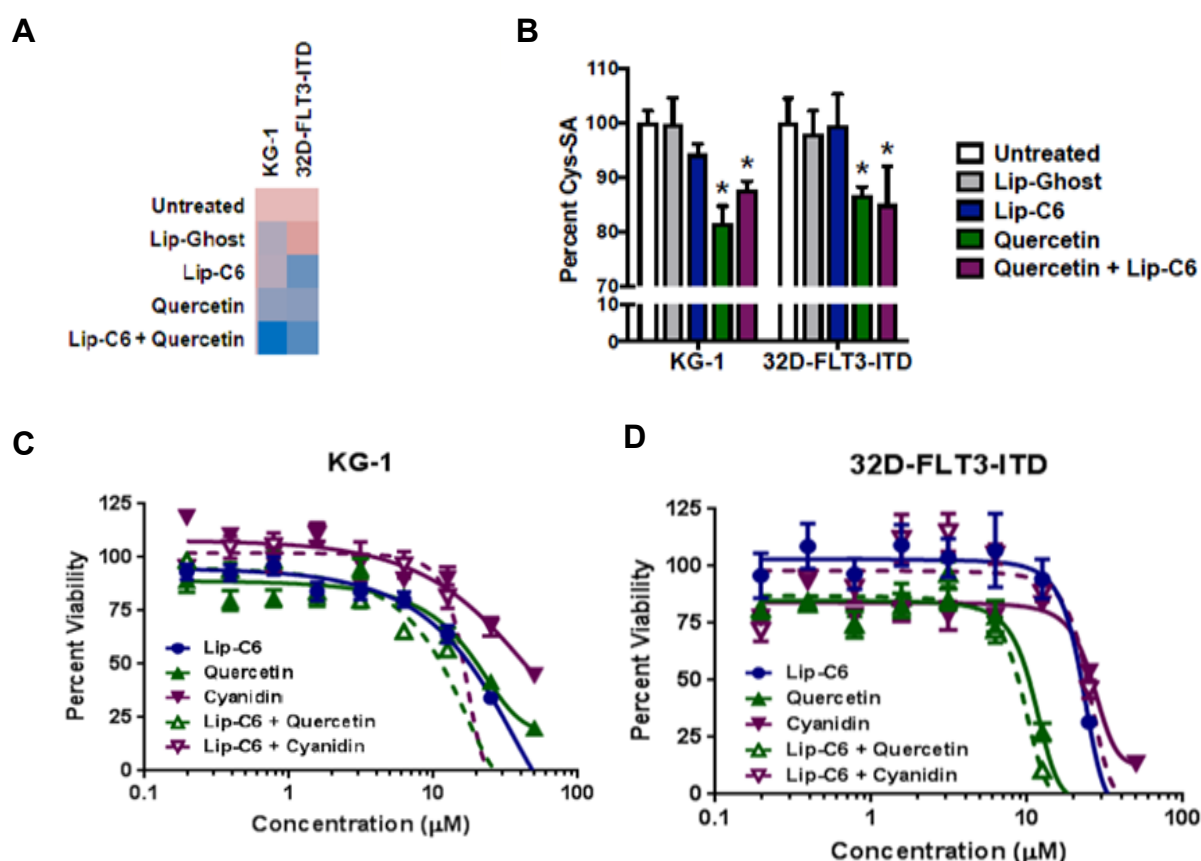 A
KG-1
32D-FLT3-ITD
Untreated
Lip-Ghost
Lip-C6
Quercetin
Lip-C6 + Quercetin
B
Percent Cys-SA
110
100
90
80
70
10
0
* * * *
KG-1 32D-FLT3-ITD
Untreated
Lip-Ghost
Lip-C6
Quercetin
Quercetin + Lip-C6
C
KG-1
Percent Viability
125
100
75
50
25
0
Lip-C6
Quercetin
Cyanidin
Lip-C6 + Quercetin
Lip-C6 + Cyanidin
0.1 1 10 100
Concentration (μM)
D
32D-FLT3-ITD
Percent Viability
125
100
75
50
25
0
Lip-C6
Quercetin
Cyanidin
Lip-C6 + Quercetin
Lip-C6 + Cyanidin
0.1 1 10 100
Concentration (μM)